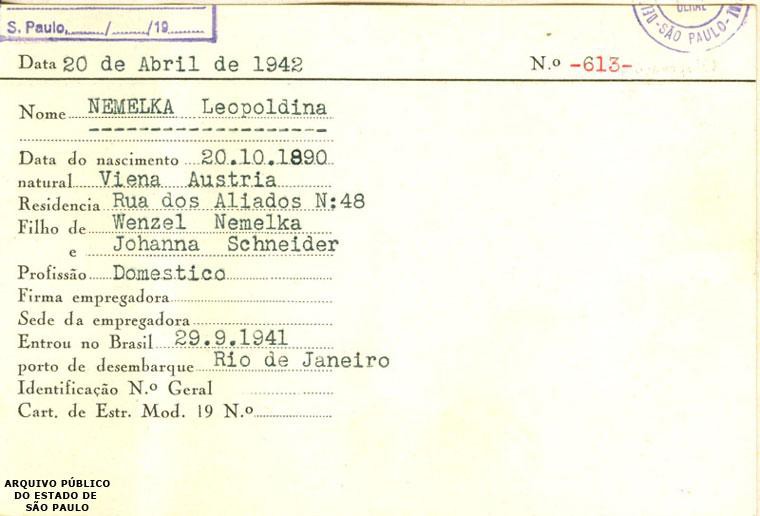 S. Paulo,......../......../19.........
GERAL
SÃO PAULO
Data 20 de Abril de 1942
N.º -613-
Nome NEMELKA Leopoldina
-------------------
Data do nascimento 20.10.1890
natural Viena Austria
Residencia Rua dos Aliados N:48
Filho de Wenzel Nemelka
e Johanna Schneider
Profissão Domestico
Firma empregadora
Sede da empregadora
Entrou no Brasil 29.9.1941
porto de desembarque Rio de Janeiro
Identificação N.º Geral
Cart. de Estr. Mod. 19 N.º
ARQUIVO PÚBLICO
DO ESTADO DE
SÃO PAULO